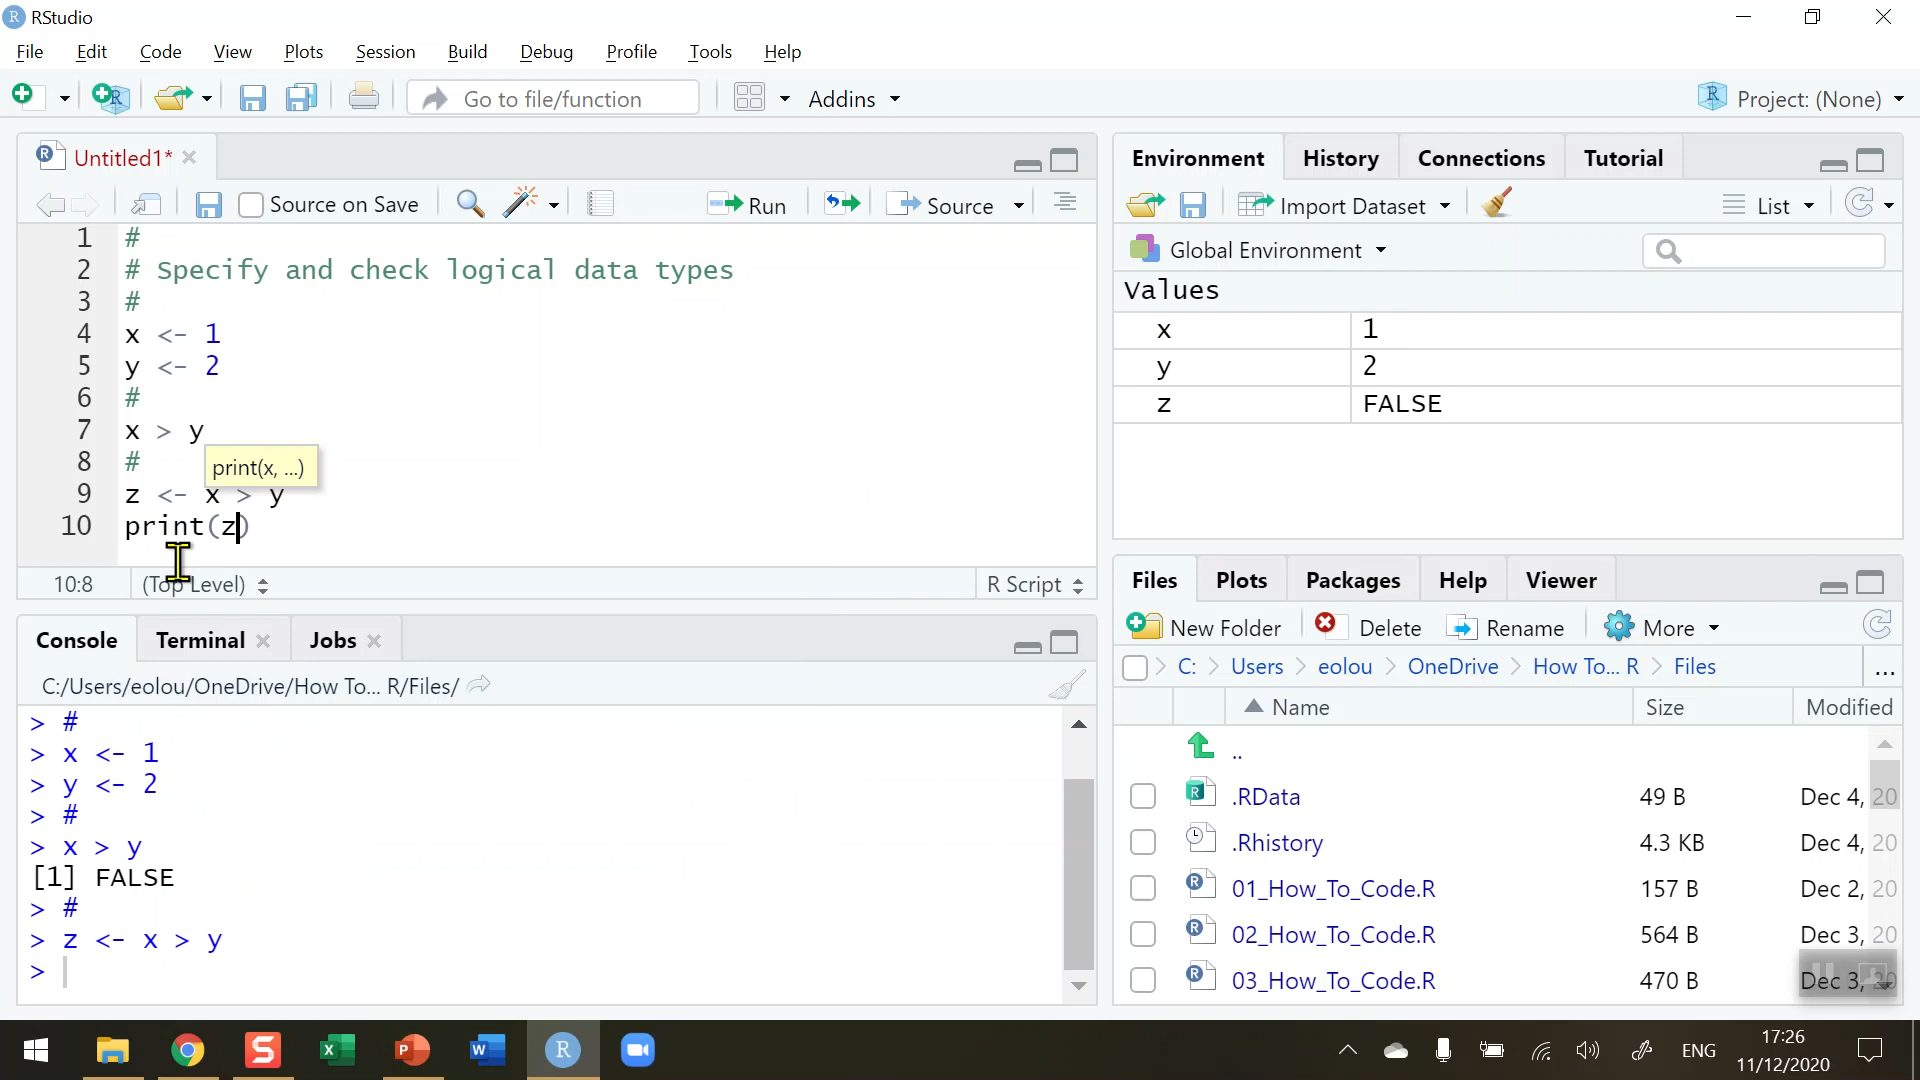 RStudio
File Edit Code View Plots Session Build Debug Profile Tools Help
Go to file/function Addins Project: (None)
Untitled1*
Source on Save Run Source
1 #
2 # Specify and check logical data types
3 #
4 x <- 1
5 y <- 2
6 #
7 x > y
8 #
print(x, ...)
9 z <- x > y
10 print(z)
10:8 (Top Level) R Script
Console Terminal Jobs
C:/Users/eolou/OneDrive/How To... R/Files/
> #
> x <- 1
> y <- 2
> #
> x > y
[1] FALSE
> #
> z <- x > y
>
Environment History Connections Tutorial
Import Dataset List
Global Environment
Values
x 1
y 2
z FALSE
Files Plots Packages Help Viewer
New Folder Delete Rename More
C: Users eolou OneDrive How To... R Files ...
Name Size Modified
..
.RData 49 B Dec 4, 20
.Rhistory 4.3 KB Dec 4, 20
01_How_To_Code.R 157 B Dec 2, 20
02_How_To_Code.R 564 B Dec 3, 20
03_How_To_Code.R 470 B Dec 3, 20
ENG
17:26
11/12/2020